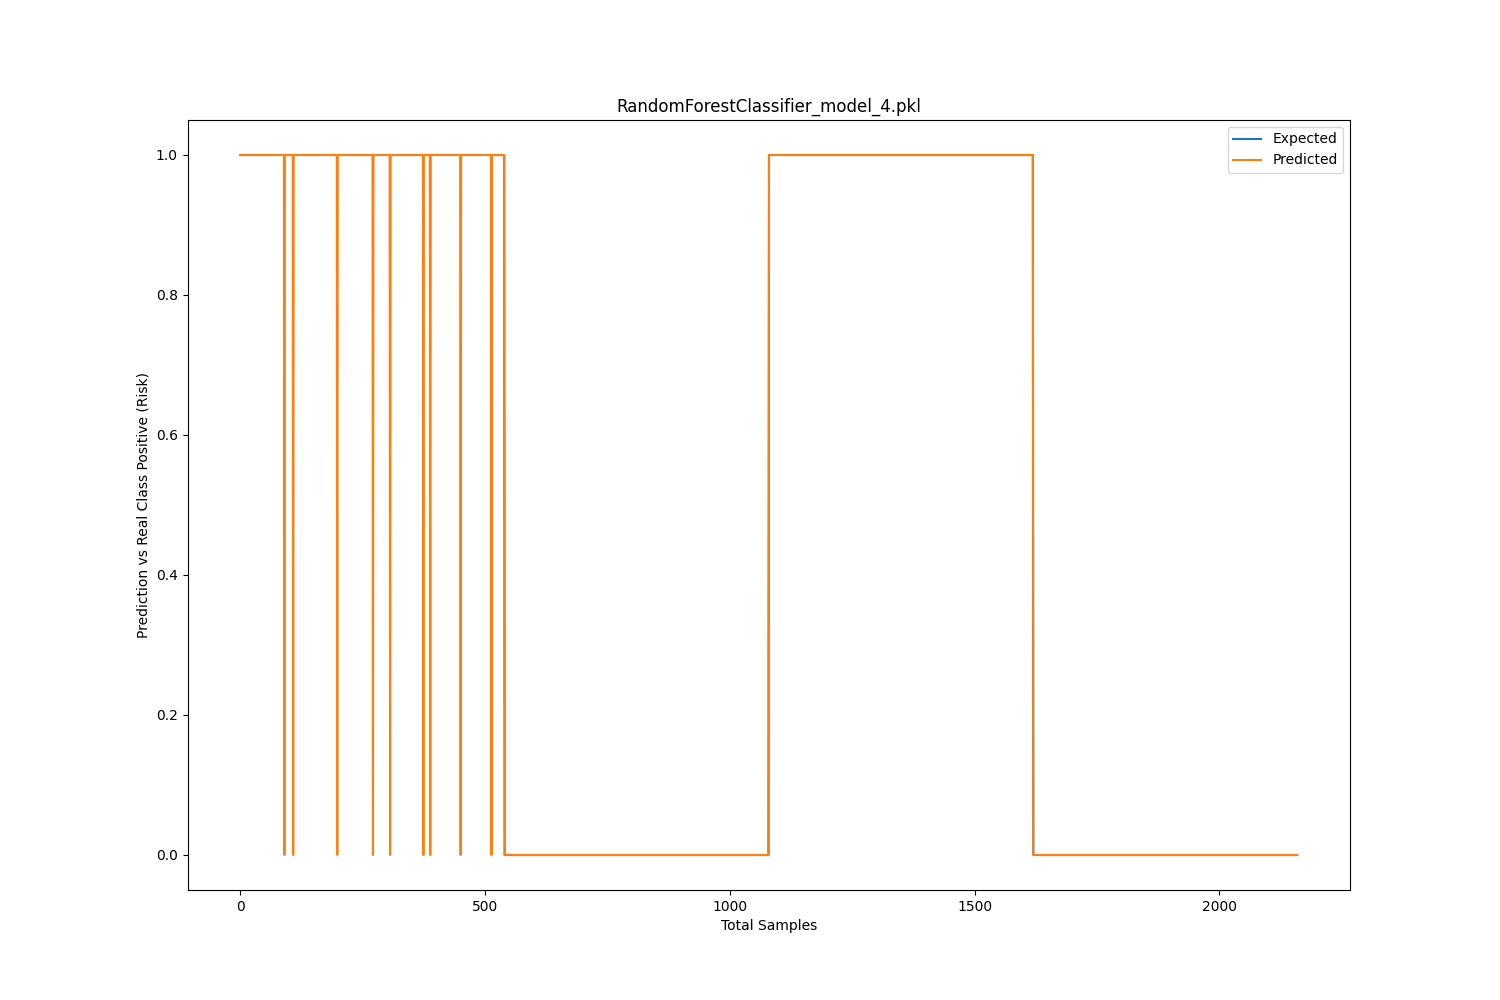 RandomForestClassifier_model_4.pkl
Expected
Predicted
1.0
0.8
0.6
0.4
0.2
0.0
Prediction vs Real Class Positive (Risk)
0 500 1000 1500 2000
Total Samples